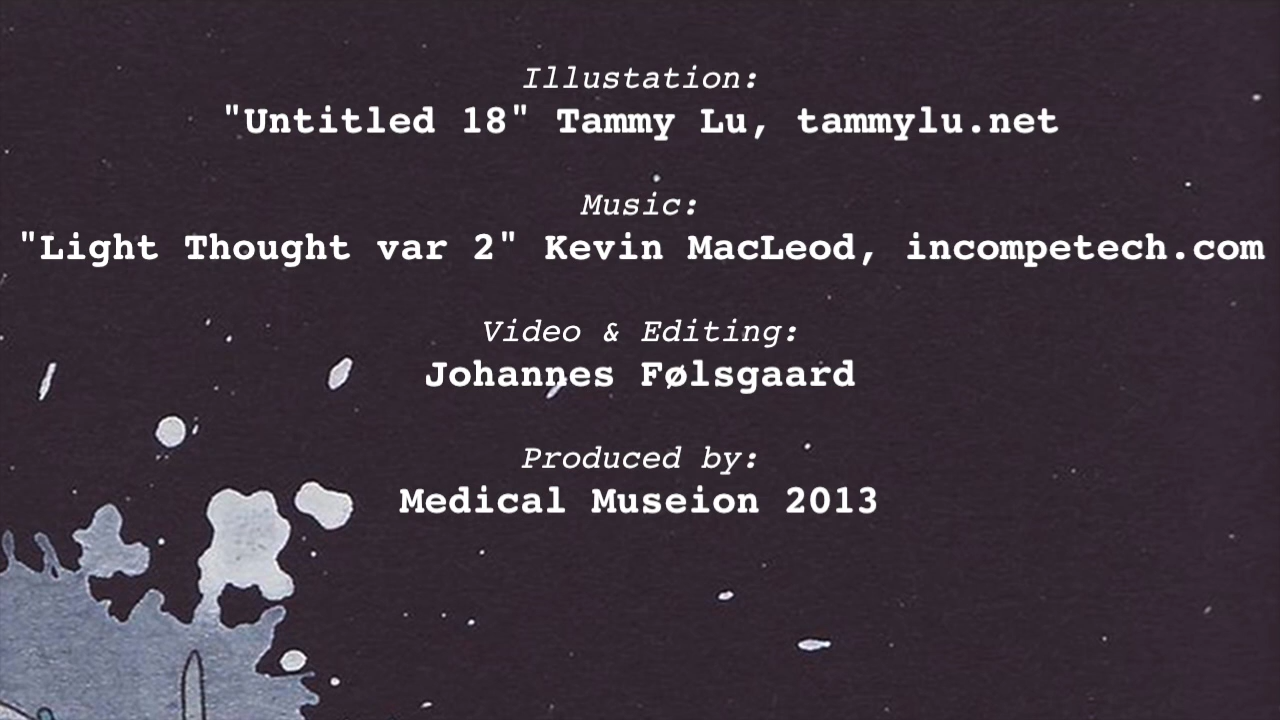 Illustation:
"Untitled 18" Tammy Lu, tammylu.net
Music:
"Light Thought var 2" Kevin MacLeod, incompetech.com
Video & Editing:
Johannes Følsgaard
Produced by:
Medical Museion 2013